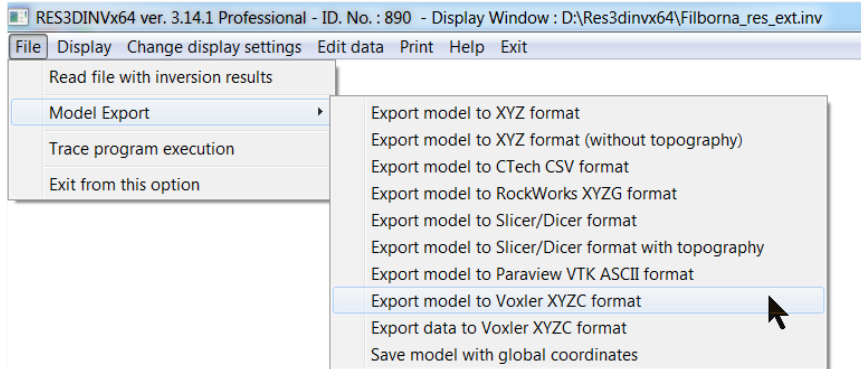 RES3DINVx64 ver. 3.14.1 Professional - ID. No. : 890 - Display Window : D:\Res3dinvx64\Filborna_res_ext.inv
File Display Change display settings Edit data Print Help Exit
Read file with inversion results
Model Export
Trace program execution
Exit from this option
Export model to XYZ format
Export model to XYZ format (without topography)
Export model to CTech CSV format
Export model to RockWorks XYZG format
Export model to Slicer/Dicer format
Export model to Slicer/Dicer format with topography
Export model to Paraview VTK ASCII format
Export model to Voxler XYZC format
Export data to Voxler XYZC format
Save model with global coordinates